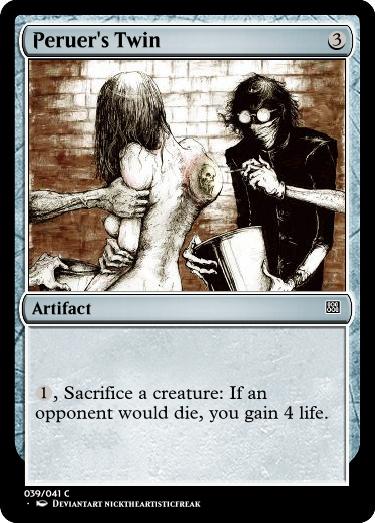 Peruer's Twin 3
Artifact
1, Sacrifice a creature: If an
opponent would die, you gain 4 life.
039/041 C
· DEVIANTART NICKTHEARTISTICFREAK